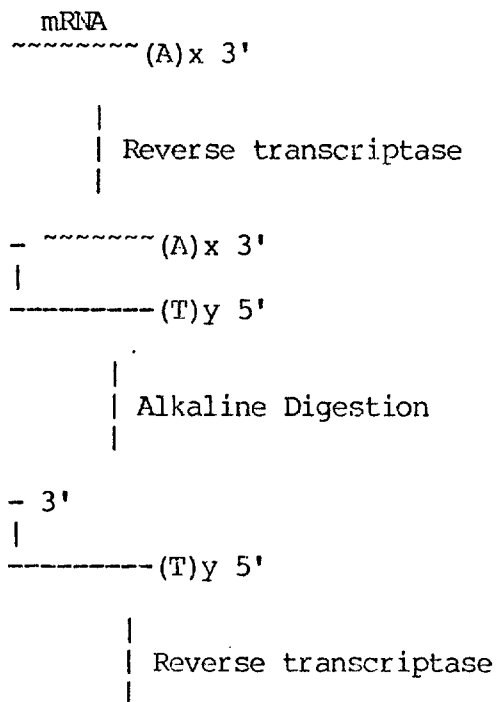 mRNA
~~~~~~~~(A)x 3'
Reverse transcriptase
- ~~~~~~~(A)x 3'
----------(T)y 5'
Alkaline Digestion
- 3'
----------(T)y 5'
Reverse transcriptase